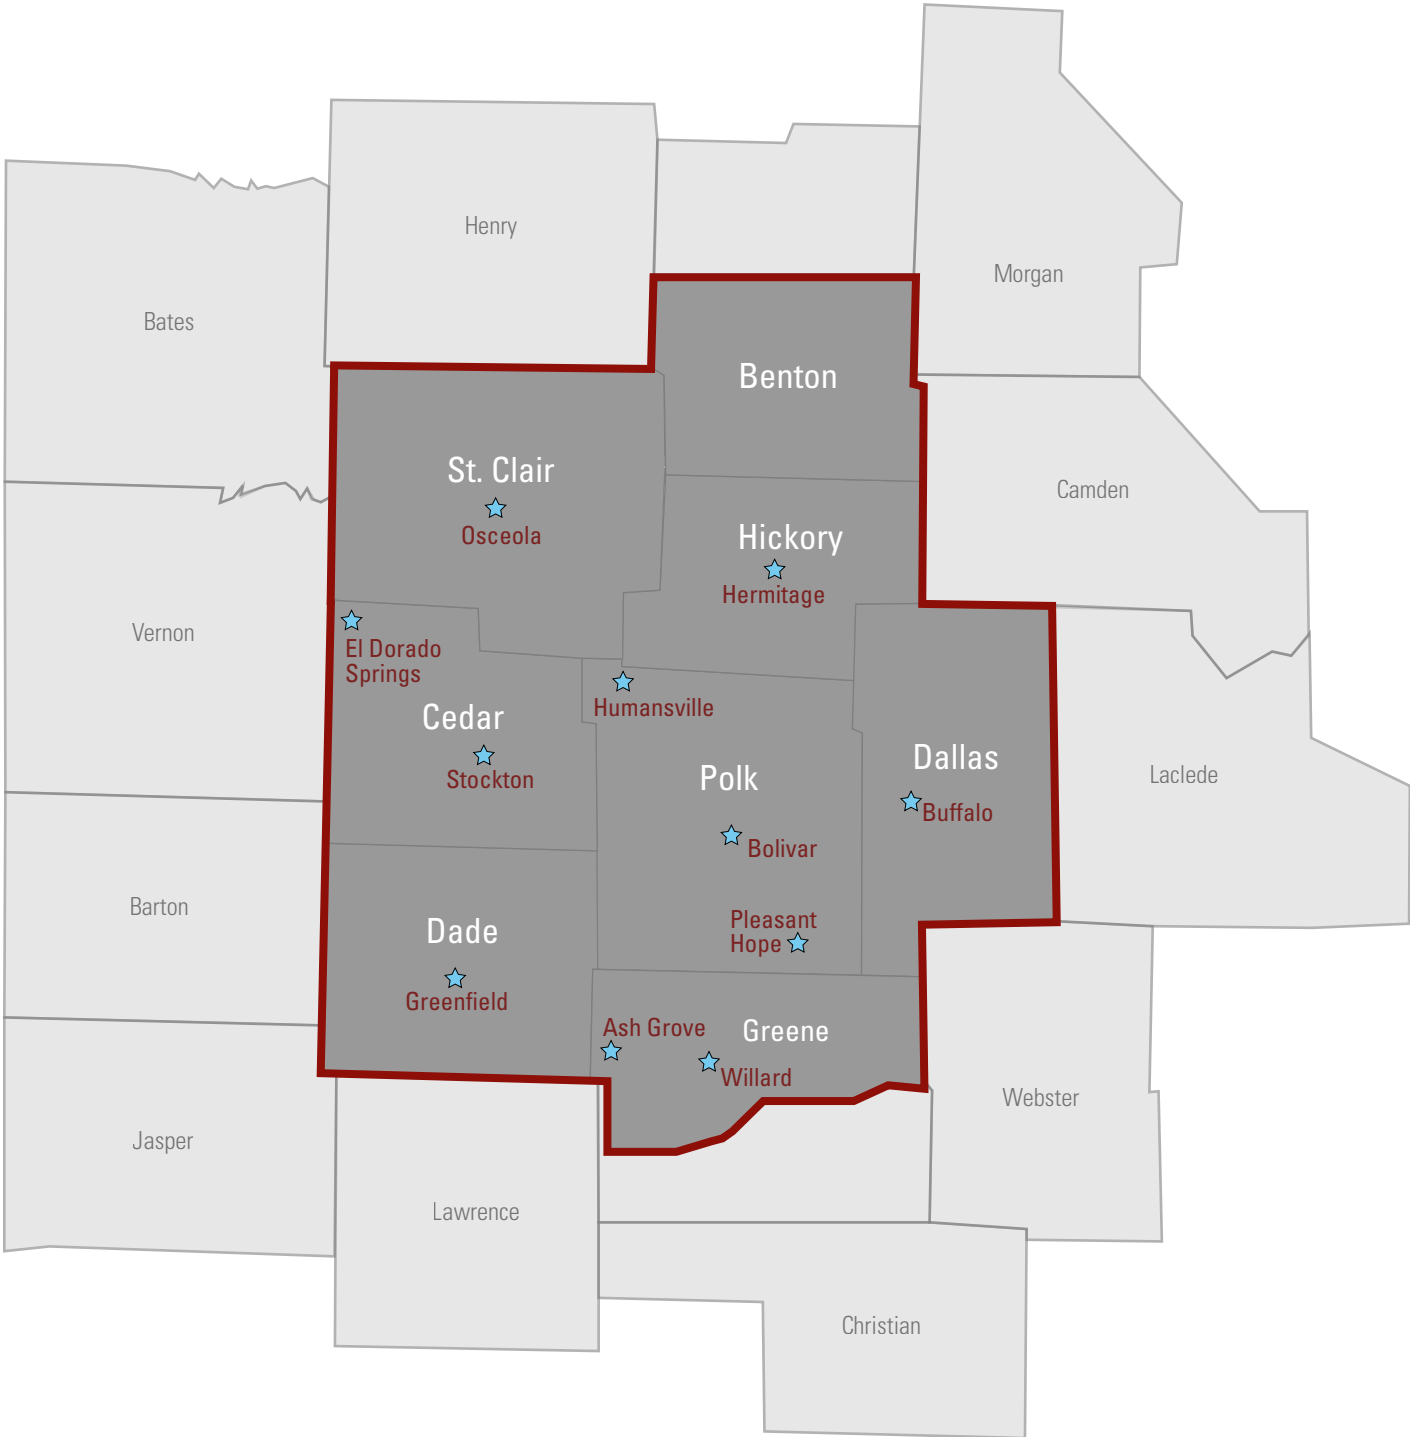 Henry
Morgan
Bates
Benton
St. Clair
Camden
Osceola
Hickory
Hermitage
Vernon
El Dorado
Springs
Humansville
Cedar
Stockton
Polk
Dallas
Laclede
Buffalo
Bolivar
Barton
Pleasant
Hope
Dade
Greenfield
Ash Grove
Greene
Willard
Webster
Jasper
Lawrence
Christian